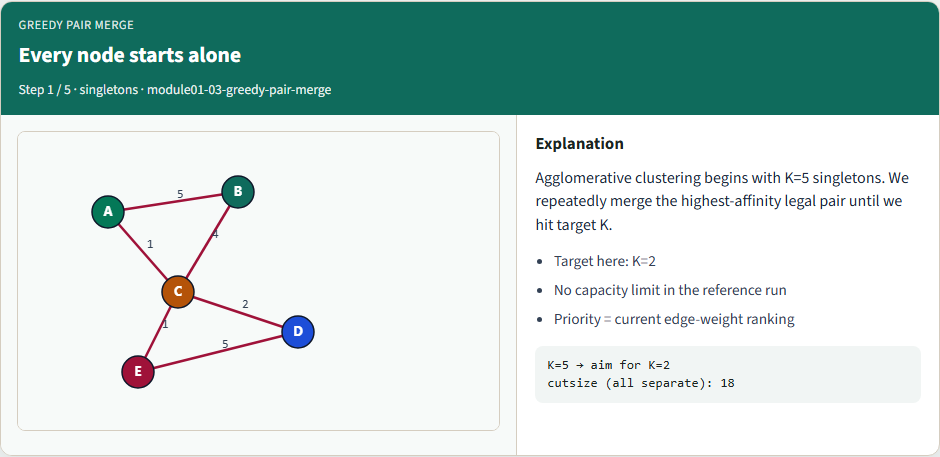 GREEDY PAIR MERGE
Every node starts alone
Step 1 / 5 · singletons · module01-03-greedy-pair-merge
A
B
C
D
E
5
1
4
2
1
5
Explanation
Agglomerative clustering begins with K=5 singletons. We
repeatedly merge the highest-affinity legal pair until we
hit target K.
• Target here: K=2
• No capacity limit in the reference run
• Priority = current edge-weight ranking
K=5 → aim for K=2
cutsize (all separate): 18